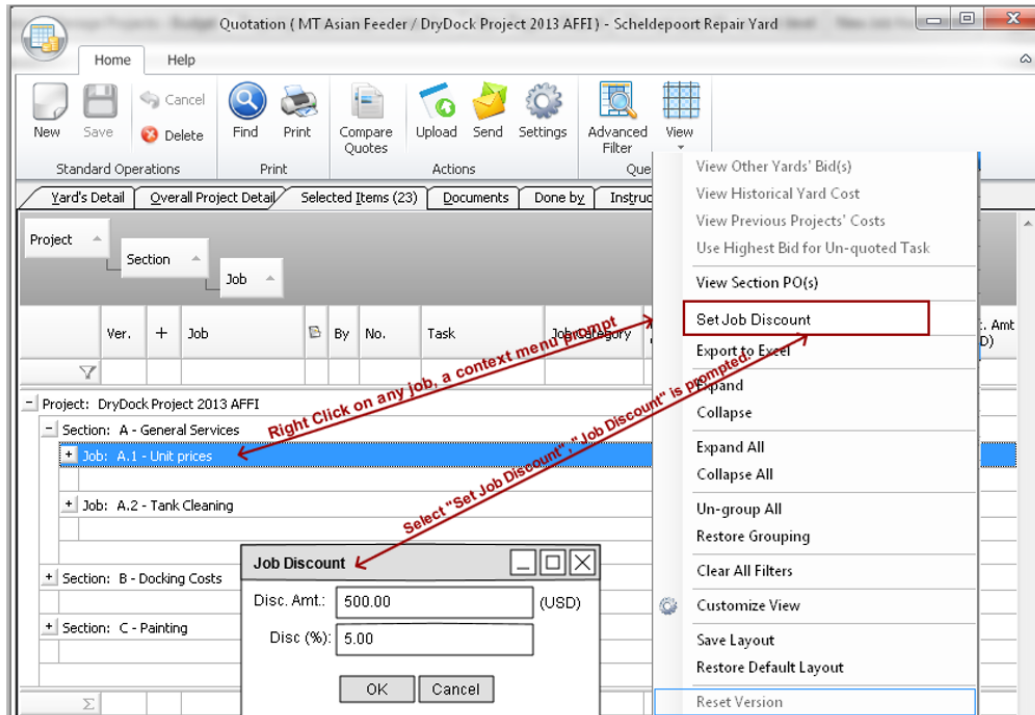 Quotation { MT Asian Feeder / DryDock Project 2013 AFFI } - Scheldepoort Repair Yard
Home Help
New Save Cancel Delete Find Print Compare Quotes Upload Send Settings Advanced Filter View
Standard Operations Print Actions Que
Yard's Detail Overall Project Detail Selected Items (23) Documents Done by Instruc
Project
Section
Job
Ver. + Job By No. Task Job Category . Amt
D)
Project: DryDock Project 2013 AFFI
Section: A - General Services
Job: A.1 - Unit prices
Job: A.2 - Tank Cleaning
Section: B - Docking Costs
Section: C - Painting
Σ
Right Click on any job, a context menu prompt
Select "Set Job Discount", "Job Discount" is prompted.
Job Discount
Disc. Amt.: 500.00 (USD)
Disc (%): 5.00
OK Cancel
View Other Yards' Bid(s)
View Historical Yard Cost
View Previous Projects' Costs
Use Highest Bid for Un-quoted Task
View Section PO(s)
Set Job Discount
Export to Excel
Expand
Collapse
Expand All
Collapse All
Un-group All
Restore Grouping
Clear All Filters
Customize View
Save Layout
Restore Default Layout
Reset Version